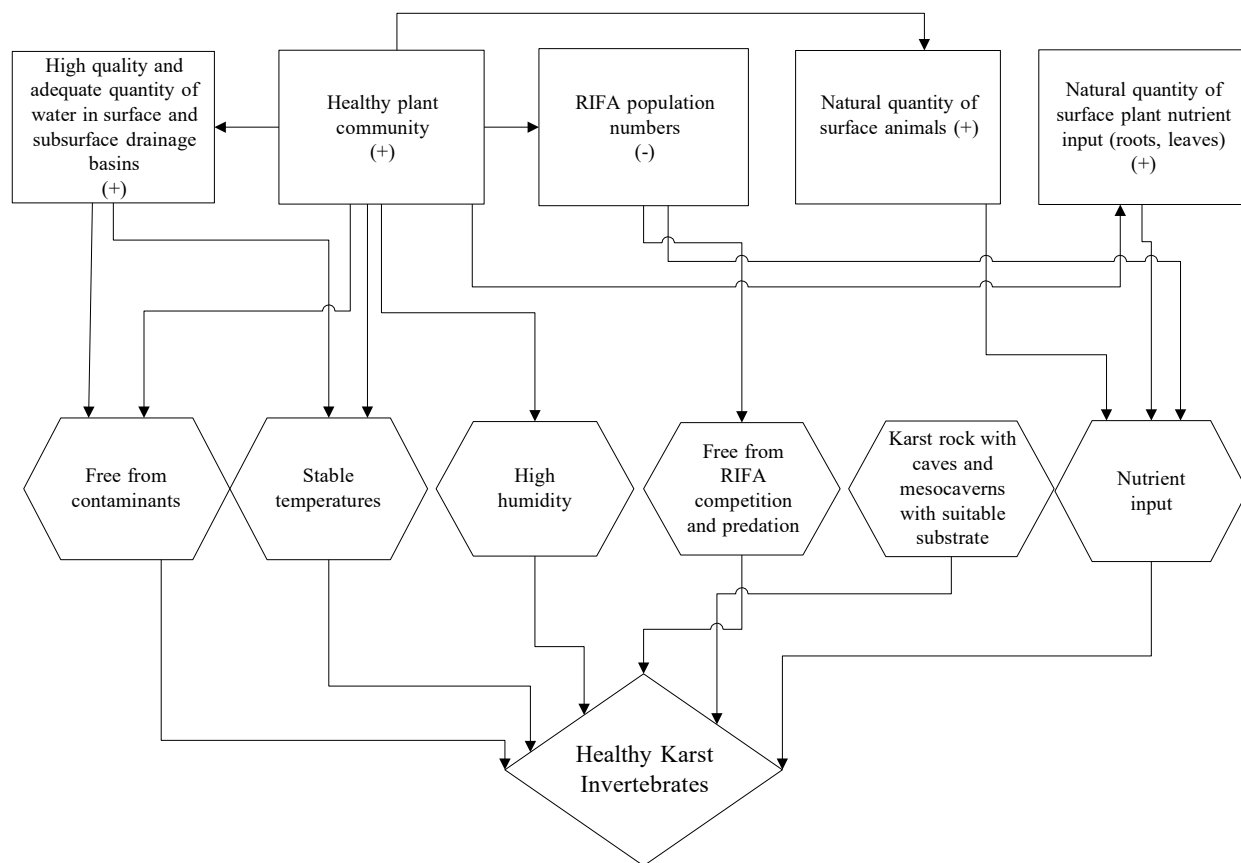 High quality and
adequate quantity of
water in surface and
subsurface drainage
basins
(+)
Healthy plant
community
(+)
RIFA population
numbers
(-)
Natural quantity of
surface animals (+)
Natural quantity of
surface plant nutrient
input (roots, leaves)
(+)
Free from
contaminants
Stable
temperatures
High
humidity
Free from
RIFA
competition
and predation
Karst rock with
caves and
mesocaverns
with suitable
substrate
Nutrient
input
Healthy Karst
Invertebrates